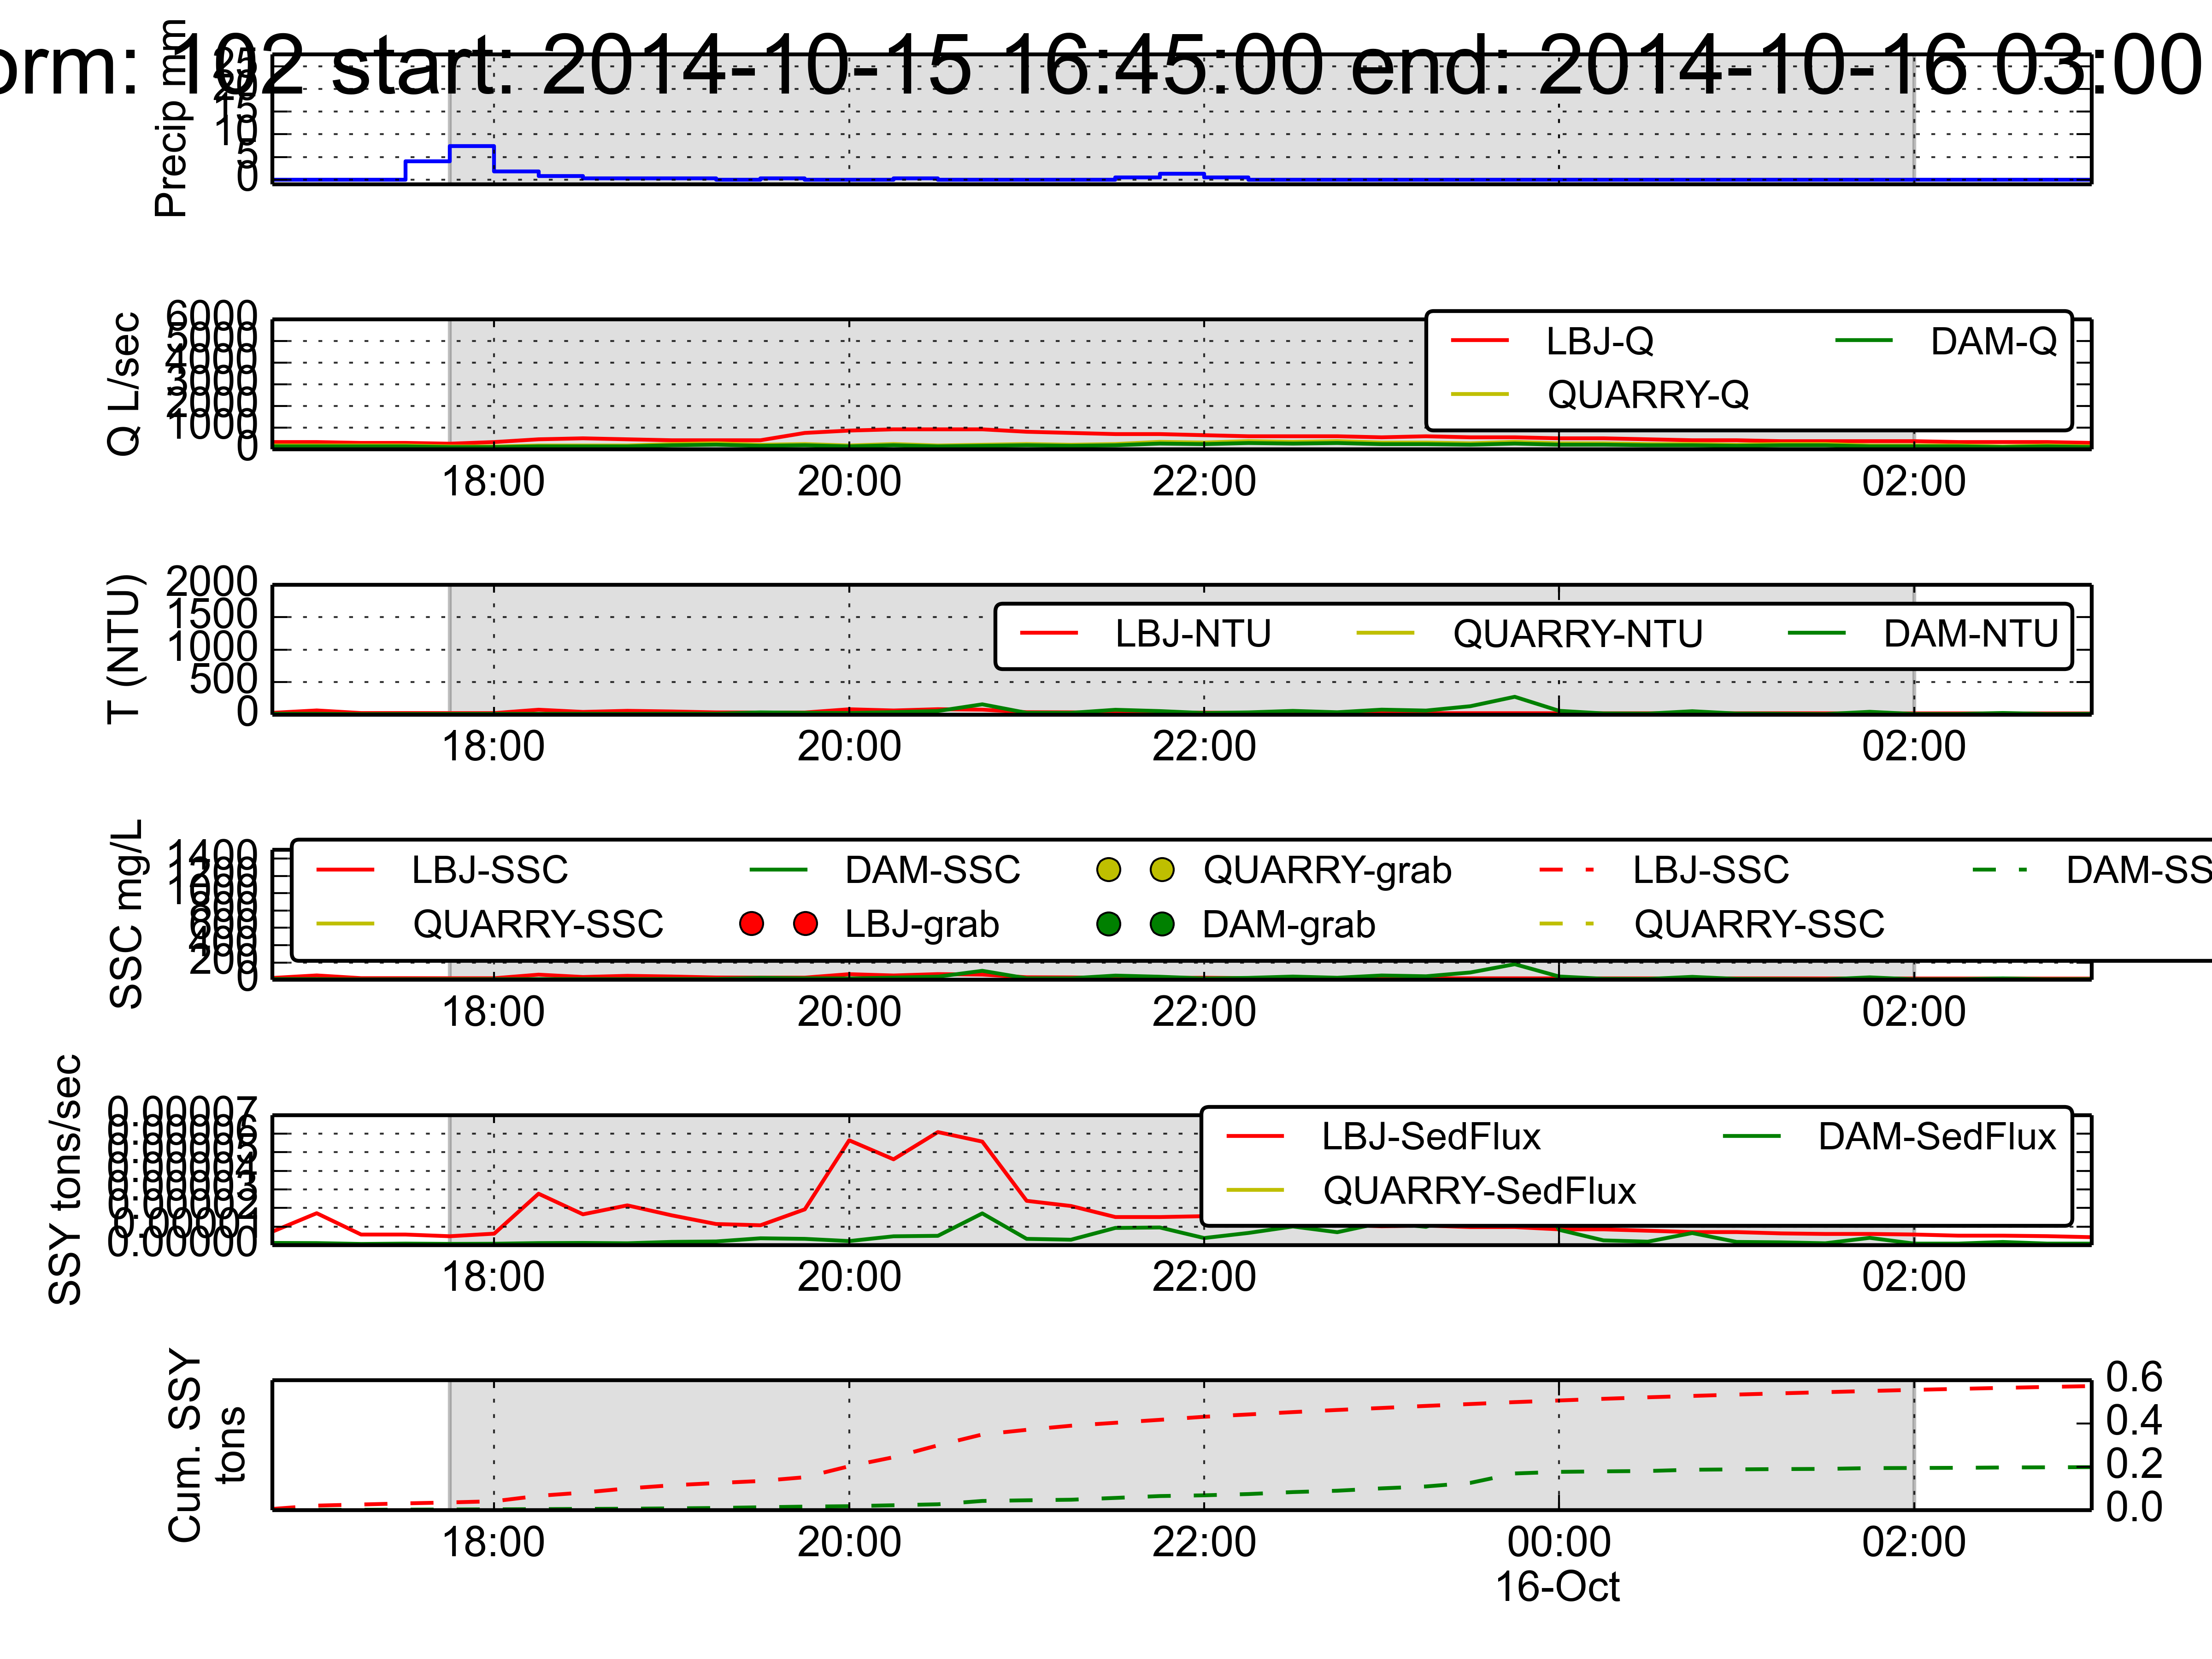 orm: 102 start: 2014-10-15 16:45:00 end: 2014-10-16 03:00
Precip mm
25
20
15
10
5
0
Q L/sec
6000
5000
4000
3000
2000
1000
0
LBJ-Q DAM-Q
QUARRY-Q
18:00 20:00 22:00 02:00
T (NTU)
2000
1500
1000
500
0
LBJ-NTU QUARRY-NTU DAM-NTU
18:00 20:00 22:00 02:00
SSC mg/L
1400
1200
1000
800
600
400
200
0
LBJ-SSC DAM-SSC QUARRY-grab LBJ-SSC DAM-SS
QUARRY-SSC LBJ-grab DAM-grab QUARRY-SSC
18:00 20:00 22:00 02:00
SSY tons/sec
0.00007
0.00006
0.00005
0.00004
0.00003
0.00002
0.00001
0.00000
LBJ-SedFlux DAM-SedFlux
QUARRY-SedFlux
18:00 20:00 22:00 02:00
Cum. SSY
tons
0.6
0.4
0.2
0.0
18:00 20:00 22:00 00:00 02:00
16-Oct